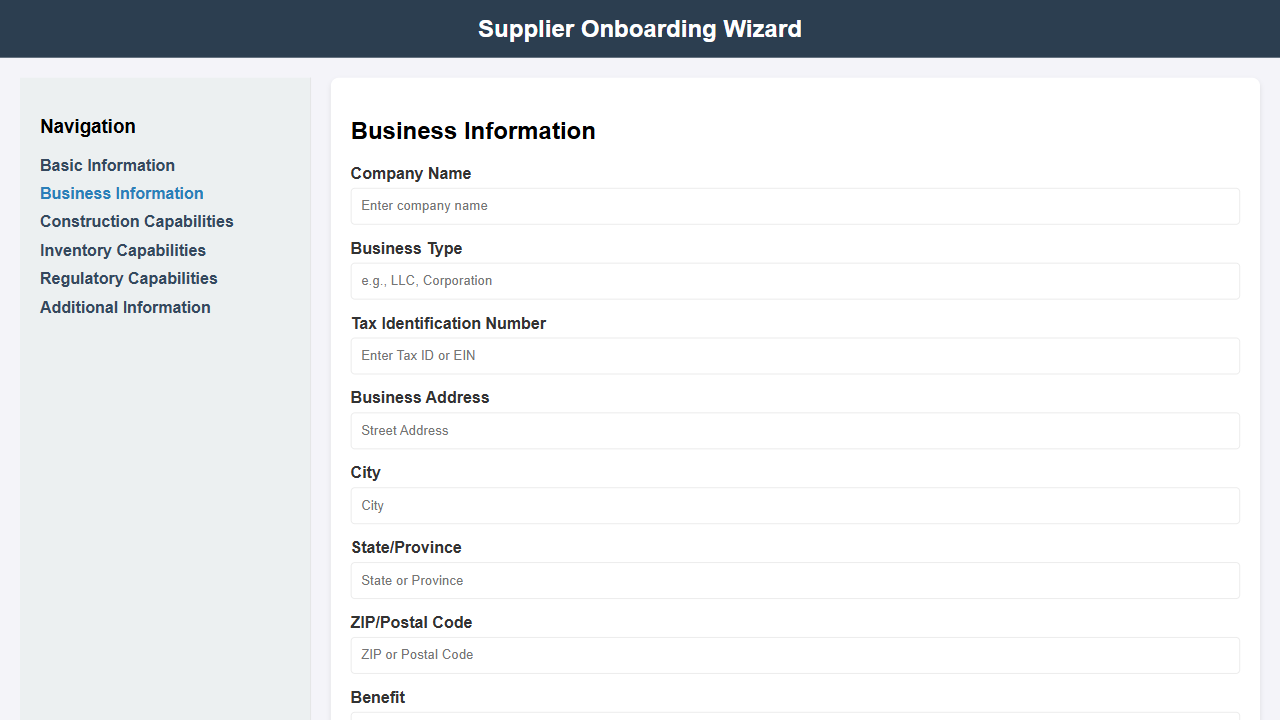 Supplier Onboarding Wizard
Navigation
Basic Information
Business Information
Construction Capabilities
Inventory Capabilities
Regulatory Capabilities
Additional Information
Business Information
Company Name
Enter company name
Business Type
e.g., LLC, Corporation
Tax Identification Number
Enter Tax ID or EIN
Business Address
Street Address
City
City
State/Province
State or Province
ZIP/Postal Code
ZIP or Postal Code
Benefit